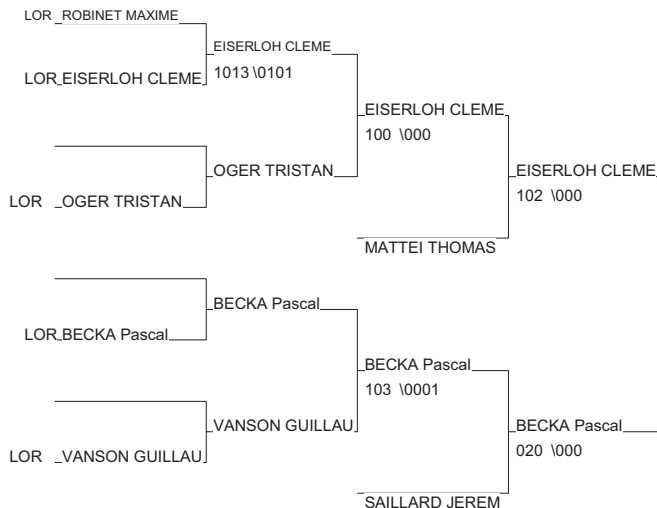 LOR ROBINET MAXIME
EISERLOH CLEME
1013 \0101
LOR EISERLOH CLEME
EISERLOH CLEME
100 \000
OGER TRISTAN
EISERLOH CLEME
102 \000
LOR OGER TRISTAN
MATTEI THOMAS
BECKA Pascal
LOR BECKA Pascal
BECKA Pascal
103 \0001
VANSON GUILLAU
BECKA Pascal
020 \000
LOR VANSON GUILLAU
SAILLARD JEREM